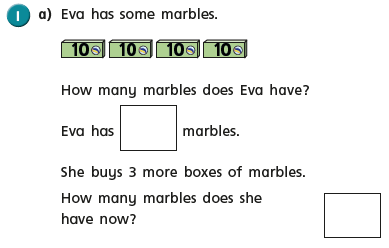 1 a) Eva has some marbles.
10 10 10 10
How many marbles does Eva have?
Eva has marbles.
She buys 3 more boxes of marbles.
How many marbles does she
have now?